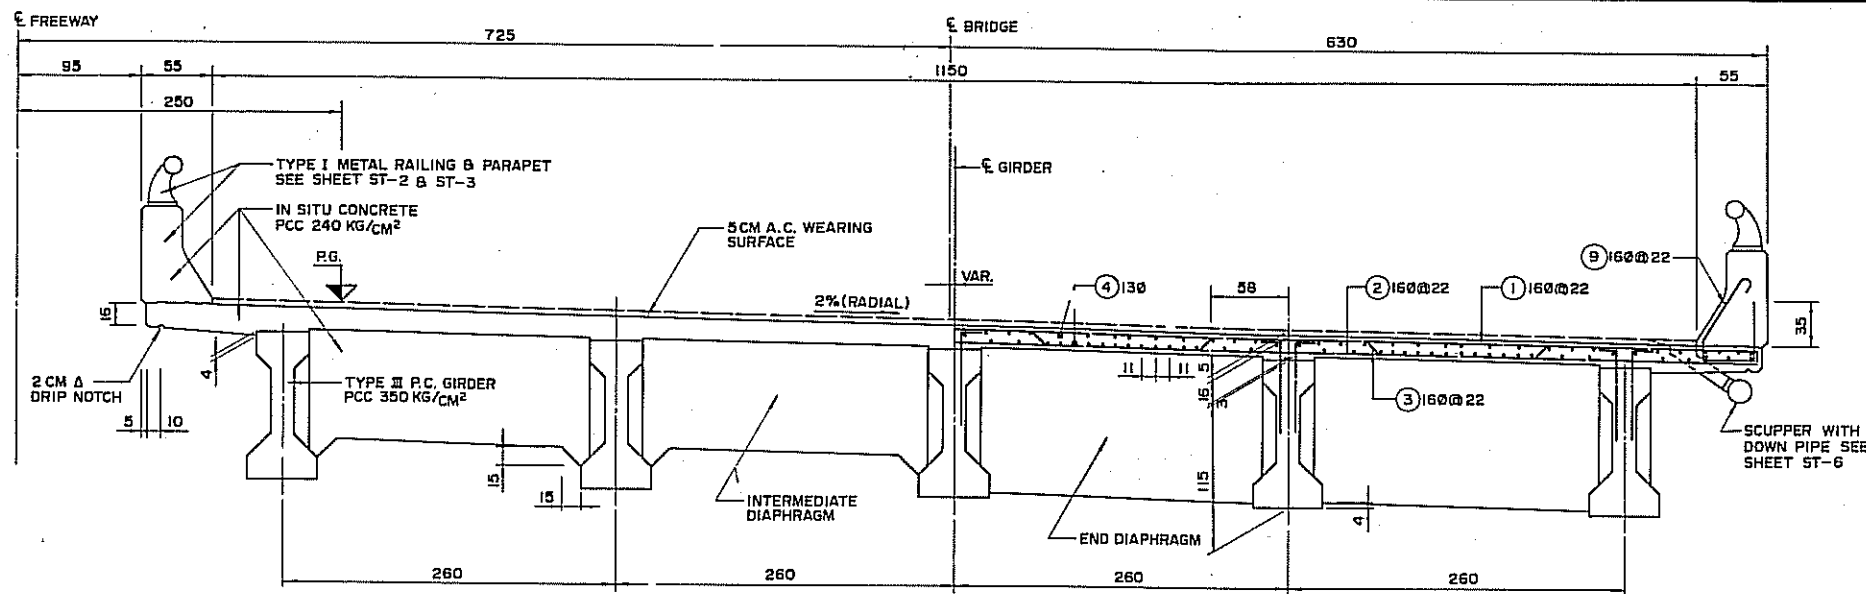 ℄ FREEWAY
℄ BRIDGE
725
630
95
55
1150
55
250
TYPE I METAL RAILING & PARAPET
SEE SHEET ST-2 & ST-3
℄ GIRDER
IN SITU CONCRETE
PCC 240 KG/CM²
5CM A.C. WEARING
SURFACE
P.G.
VAR.
9 160@22
2%(RADIAL)
4 130
58
2 160@22
1 160@22
16
35
4
2 CM Δ
DRIP NOTCH
TYPE III P.C. GIRDER
PCC 350 KG/CM²
11
11
5
16
3
3 160@22
5
10
SCUPPER WITH
DOWN PIPE SEE
SHEET ST-6
15
15
INTERMEDIATE
DIAPHRAGM
115
4
END DIAPHRAGM
260
260
260
260